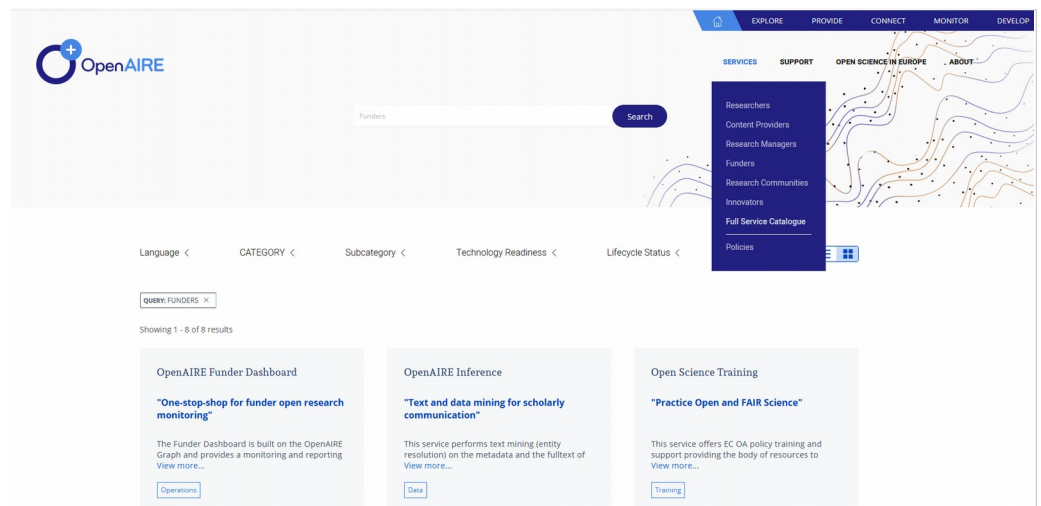 EXPLORE PROVIDE CONNECT MONITOR DEVELOP
OpenAIRE
SERVICES SUPPORT OPEN SCIENCE IN EUROPE . ABOUT
Funders
Search
Researchers
Content Providers
Research Managers
Funders
Research Communities
Innovators
Full Service Catalogue
Policies
Language < CATEGORY < Subcategory < Technology Readiness < Lifecycle Status <
QUERY: FUNDERS ×
Showing 1 - 8 of 8 results
OpenAIRE Funder Dashboard
"One-stop-shop for funder open research
monitoring"
The Funder Dashboard is built on the OpenAIRE
Graph and provides a monitoring and reporting
View more...
Operations
OpenAIRE Inference
"Text and data mining for scholarly
communication"
This service performs text mining (entity
resolution) on the metadata and the fulltext of
View more...
Data
Open Science Training
"Practice Open and FAIR Science"
This service offers EC OA policy training and
support providing the body of resources to
View more...
Training